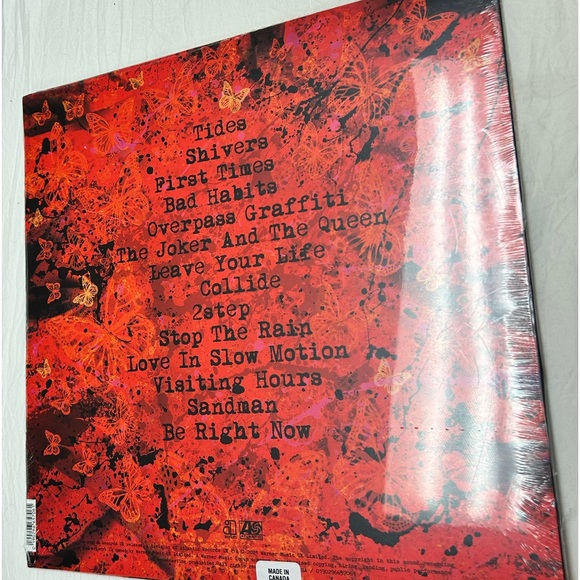 Tides
Shivers
First Times
Bad Habits
Overpass Graffiti
The Joker And The Queen
Leave Your Life
Collide
2step
Stop The Rain
Love In Slow Motion
Visiting Hours
Sandman
Be Right Now
MADE IN
CANADA